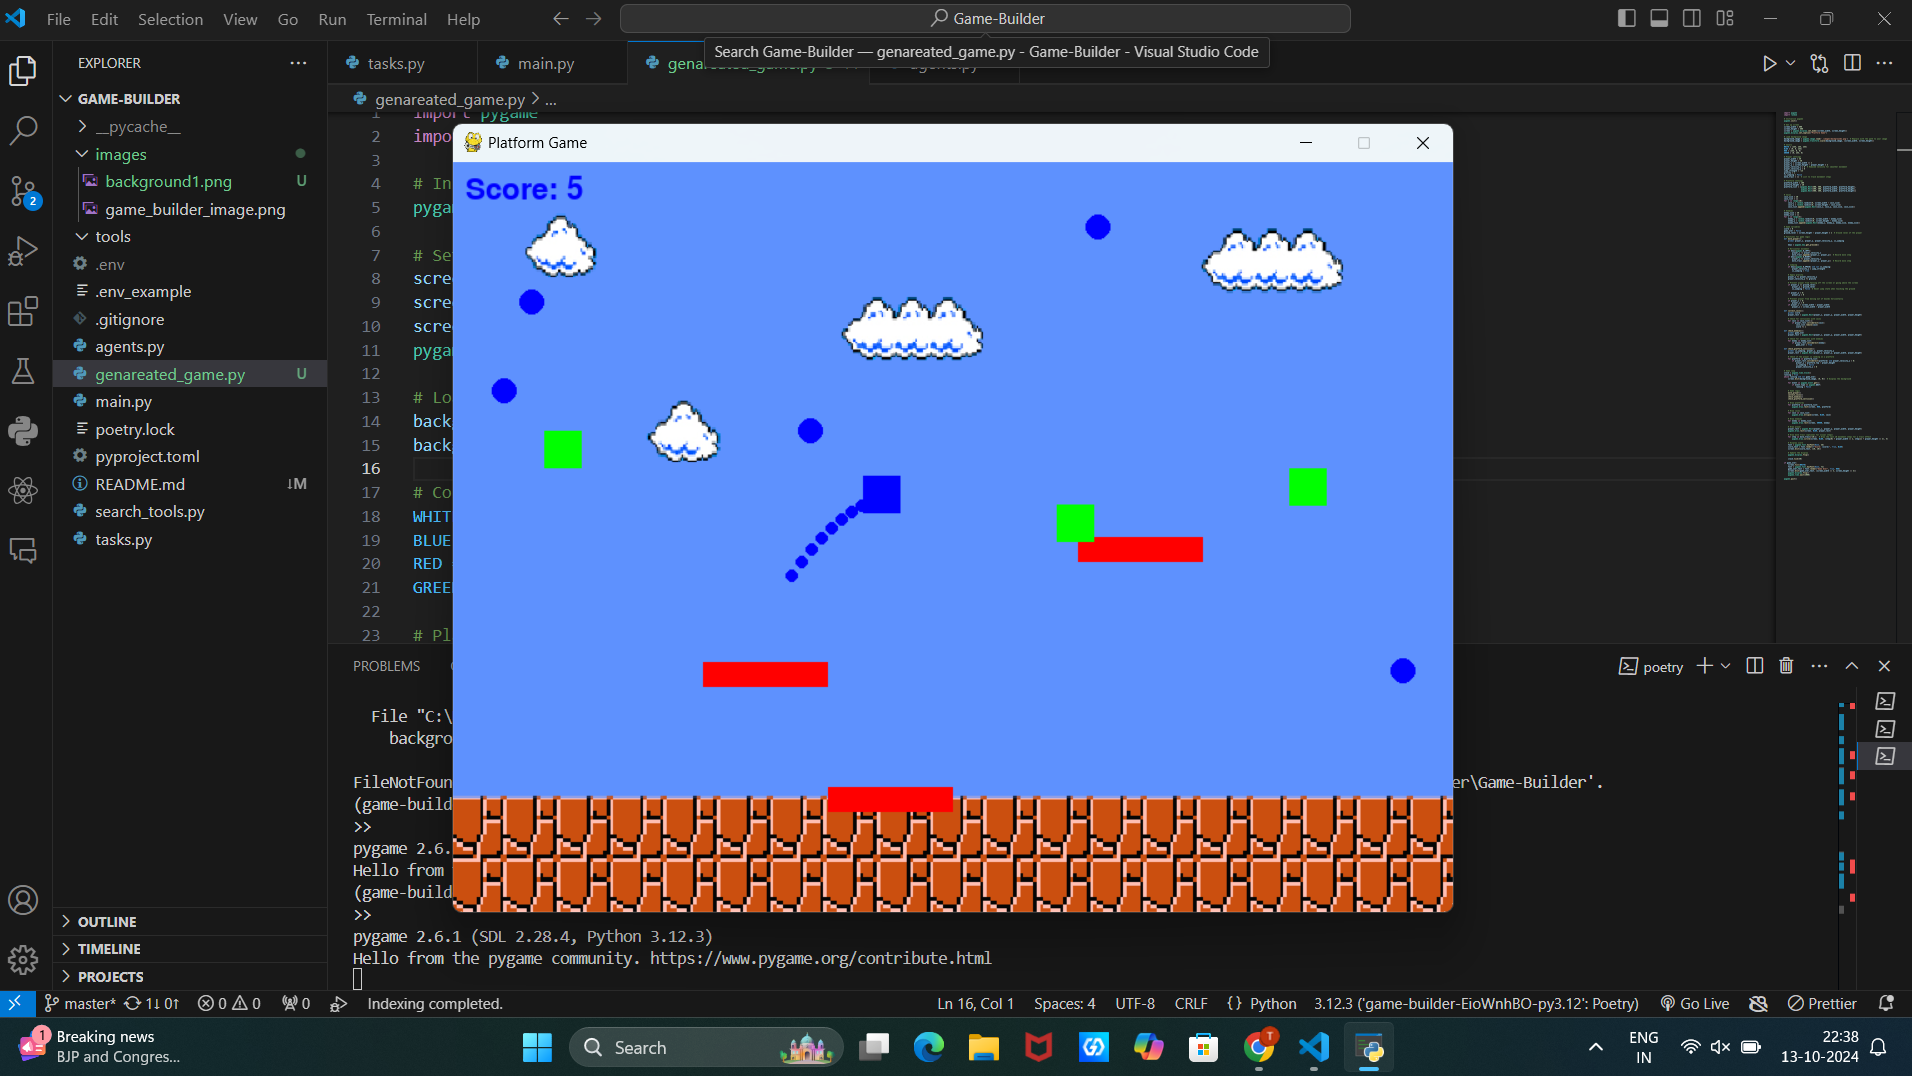 File Edit Selection View Go Run Terminal Help
Game-Builder
Search Game-Builder — genareated_game.py - Game-Builder - Visual Studio Code
EXPLORER
tasks.py
main.py
GAME-BUILDER
__pycache__
images
background1.png U
game_builder_image.png
tools
.env
.env_example
.gitignore
agents.py
genareated_game.py U
main.py
poetry.lock
pyproject.toml
README.md ↓M
search_tools.py
tasks.py
OUTLINE
TIMELINE
PROJECTS
2
genareated_game.py > ...
1 import pygame
2 impo
3
4 # In
5 pyga
6
7 # Se
8 scre
9 scre
10 scre
11 pyga
12
13 # Lo
14 back
15 back
16
17 # Co
18 WHIT
19 BLUE
20 RED
21 GREE
22
23 # Pl
Platform Game
Score: 5
PROBLEMS
poetry
File "C:\
backgro
FileNotFoun
er\Game-Builder'.
(game-build
>>
pygame 2.6.
Hello from
(game-build
>>
pygame 2.6.1 (SDL 2.28.4, Python 3.12.3)
Hello from the pygame community. https://www.pygame.org/contribute.html
master* 1↓ 0↑ 0 0 0 Indexing completed.
Ln 16, Col 1 Spaces: 4 UTF-8 CRLF {} Python 3.12.3 ('game-builder-EioWnhBO-py3.12': Poetry) Go Live Prettier
1
Breaking news
BJP and Congres...
Search
T
ENG
IN
22:38
13-10-2024